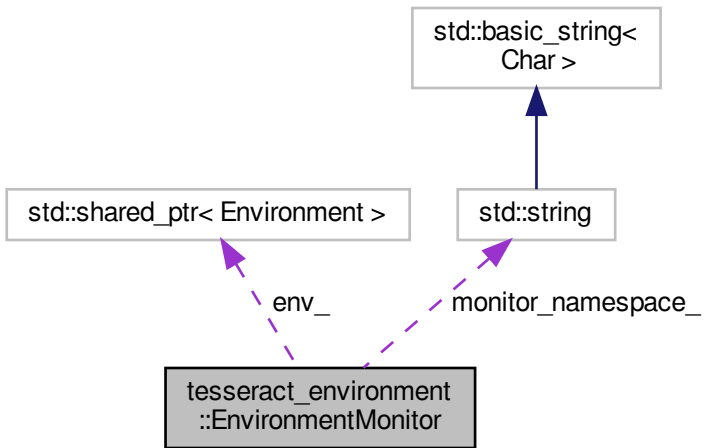 std::basic_string<
Char >
std::shared_ptr< Environment >
std::string
env_
monitor_namespace_
tesseract_environment
::EnvironmentMonitor